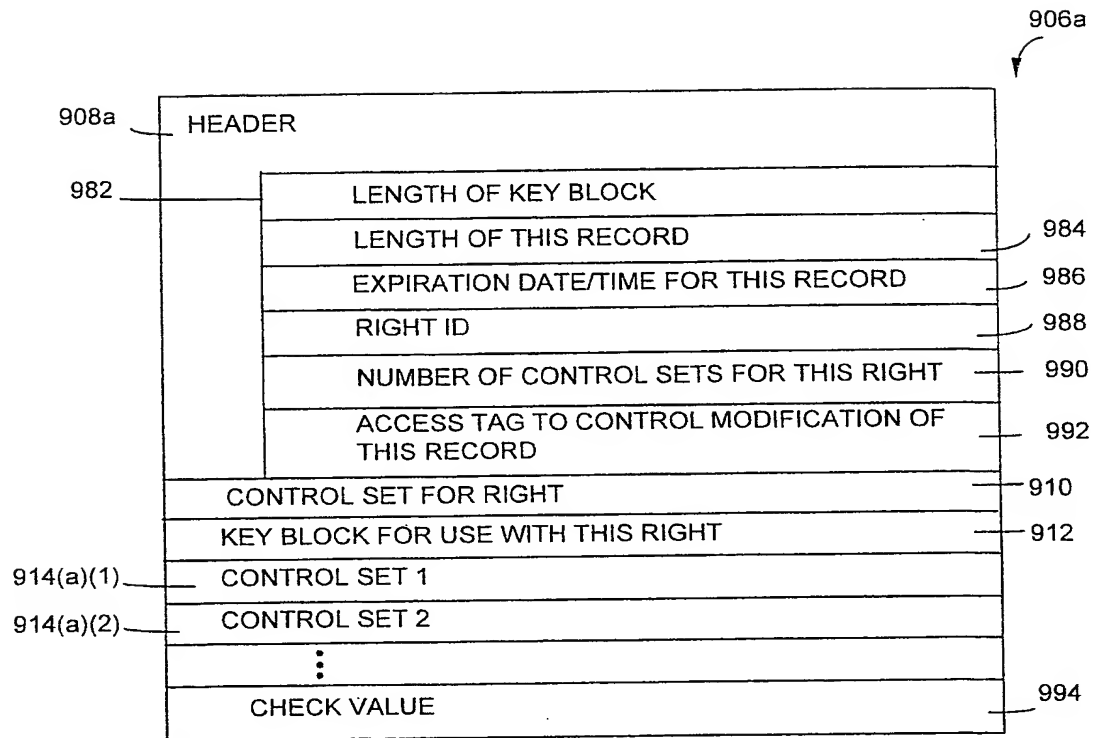 906a
908a HEADER
982 LENGTH OF KEY BLOCK
LENGTH OF THIS RECORD 984
EXPIRATION DATE/TIME FOR THIS RECORD 986
RIGHT ID 988
NUMBER OF CONTROL SETS FOR THIS RIGHT 990
ACCESS TAG TO CONTROL MODIFICATION OF
THIS RECORD 992
CONTROL SET FOR RIGHT 910
KEY BLOCK FOR USE WITH THIS RIGHT 912
914(a)(1) CONTROL SET 1
914(a)(2) CONTROL SET 2
CHECK VALUE 994